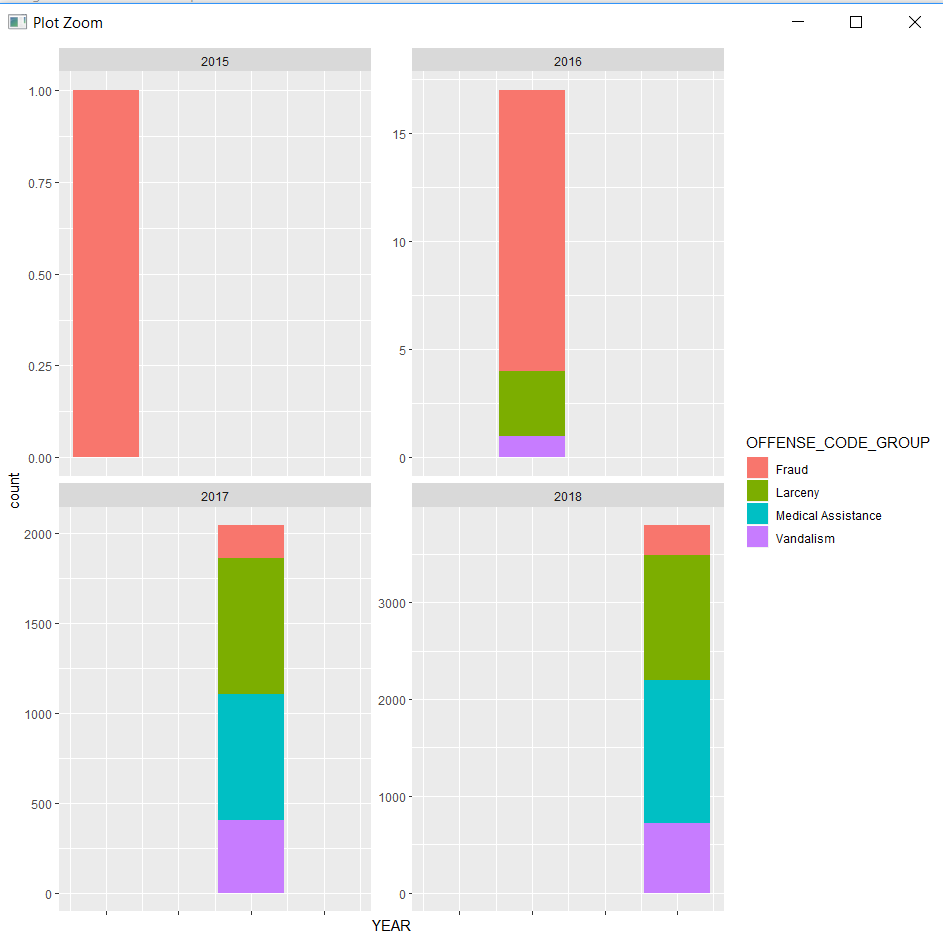 Plot Zoom
2015
2016
1.00
0.75
0.50
0.25
0.00
15
10
5
0
count
2017
2018
2000
1500
1000
500
0
3000
2000
1000
0
YEAR
OFFENSE_CODE_GROUP
Fraud
Larceny
Medical Assistance
Vandalism